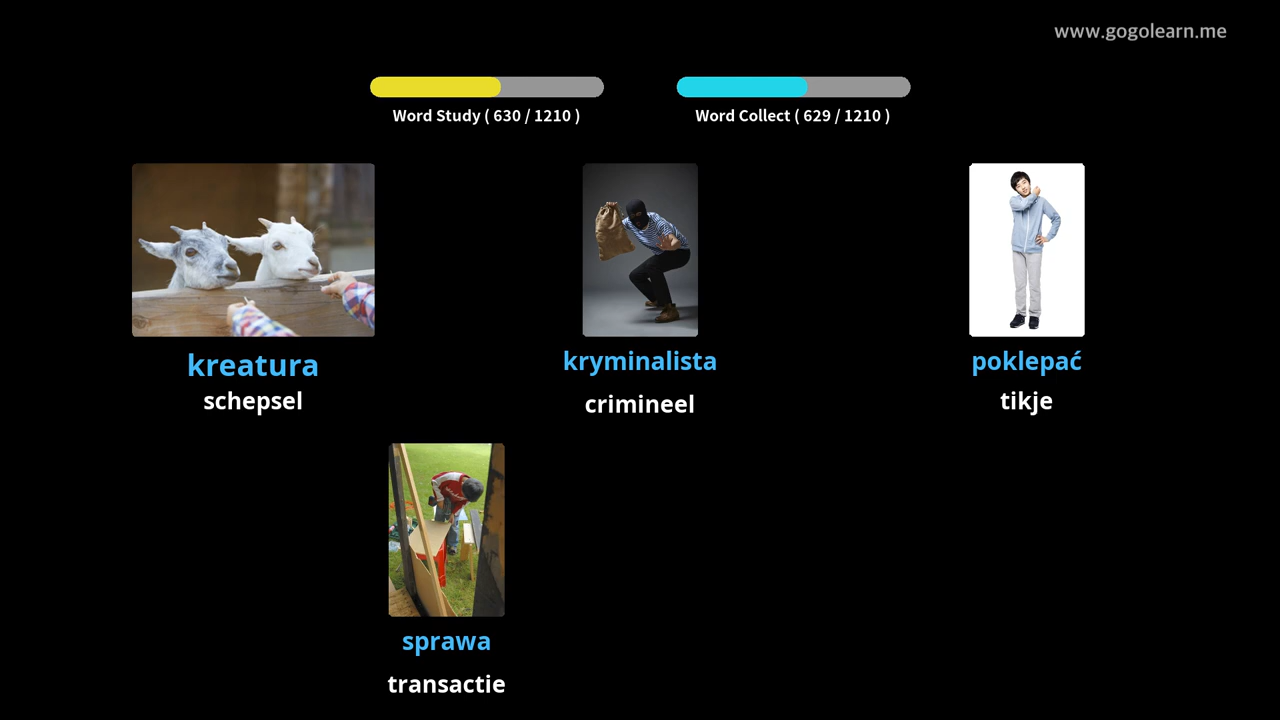 www.gogolearn.me
Word Study ( 630 / 1210 )
Word Collect ( 629 / 1210 )
kreatura
schepsel
kryminalista
crimineel
poklepać
tikje
sprawa
transactie